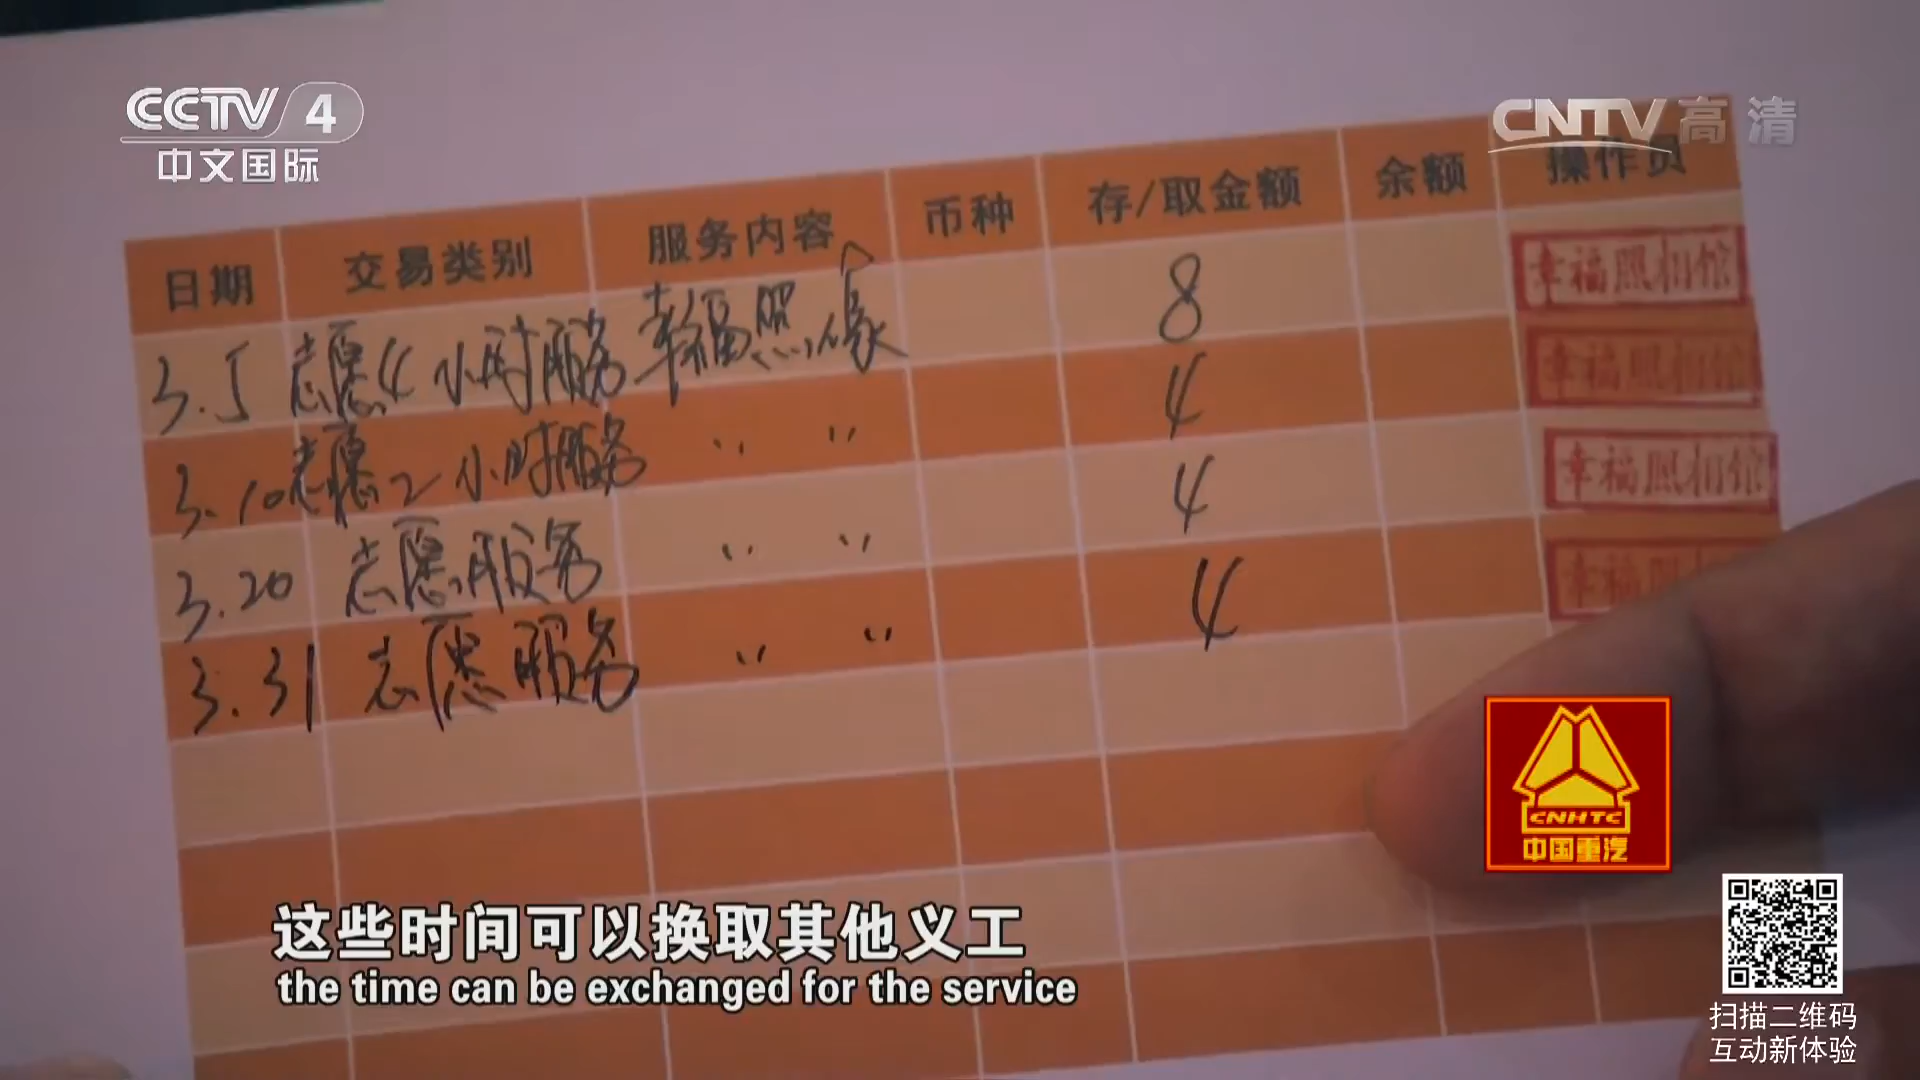 CCTV 4
中文国际
CNTV 高清
日期 交易类别 服务内容 币种 存/取金额 余额 操作员
3.5 志愿4小时服务 幸福照像 8 幸福照相馆
3.10 志愿2小时服务 〃 〃 4 幸福照相馆
3.20 志愿服务 〃 〃 4 幸福照相馆
3.31 志愿服务 〃 〃 4 幸福照
CNHTC
中国重汽
这些时间可以换取其他义工
the time can be exchanged for the service
扫描二维码
互动新体验